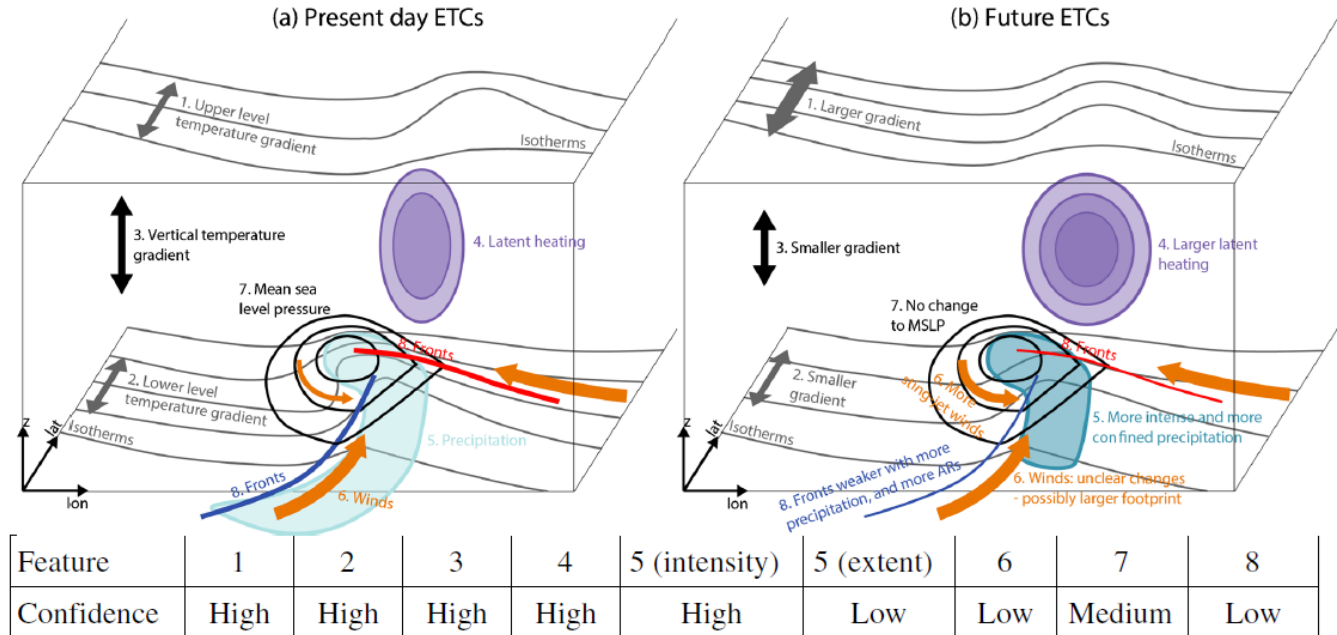 (a) Present day ETCs
1. Upper level
temperature gradient
Isotherms
3. Vertical temperature
gradient
4. Latent heating
7. Mean sea
level pressure
8. Fronts
2. Lower level
temperature gradient
Isotherms
5. Precipitation
8. Fronts
6. Winds
z
lat
lon
(b) Future ETCs
1. Larger gradient
Isotherms
3. Smaller gradient
4. Larger latent
heating
7. No change
to MSLP
8. Fronts
2. Smaller
gradient
Isotherms
6. More
sting-jet winds
5. More intense and more
confined precipitation
8. Fronts weaker with more
precipitation, and more ARs
6. Winds: unclear changes
- possibly larger footprint
z
lat
lon
Feature 1 2 3 4 5 (intensity) 5 (extent) 6 7 8
Confidence High High High High High Low Low Medium Low